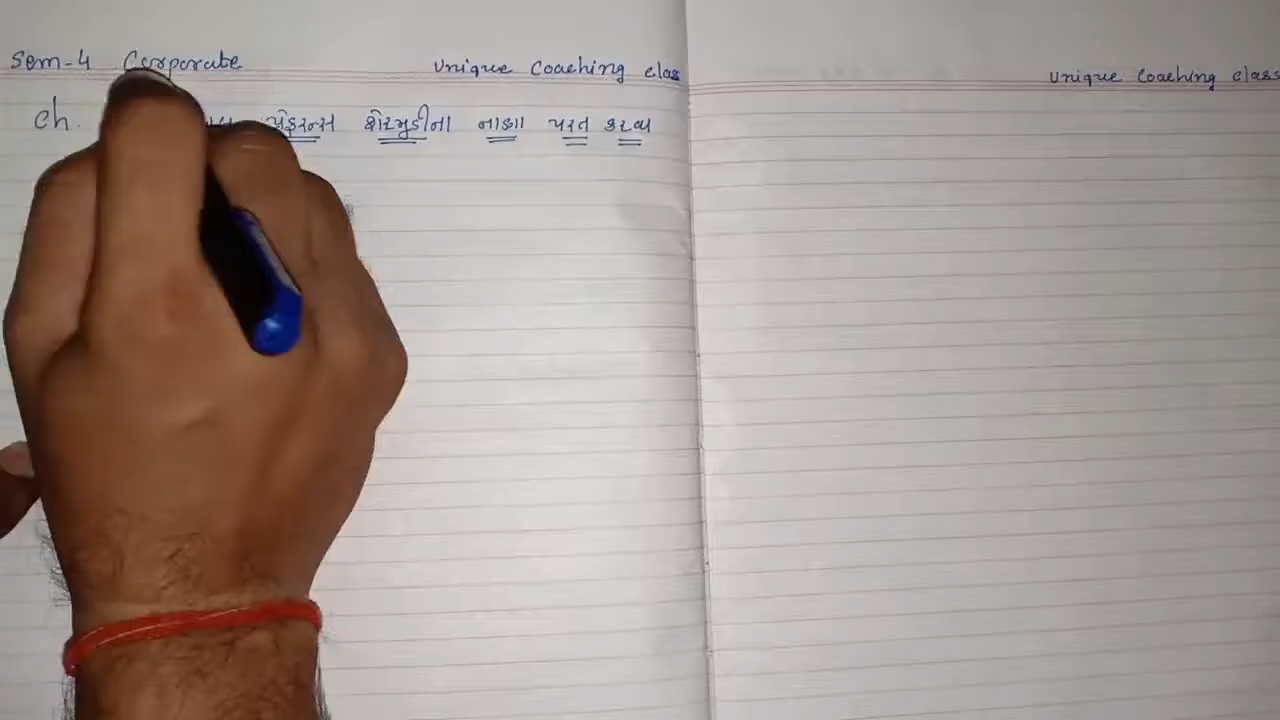 Sem-4 Corporate Unique Coaching Class
Ch. પ્રેફરન્સ શેરમુડીના નાણા પરત કરવા
Unique Coaching Class